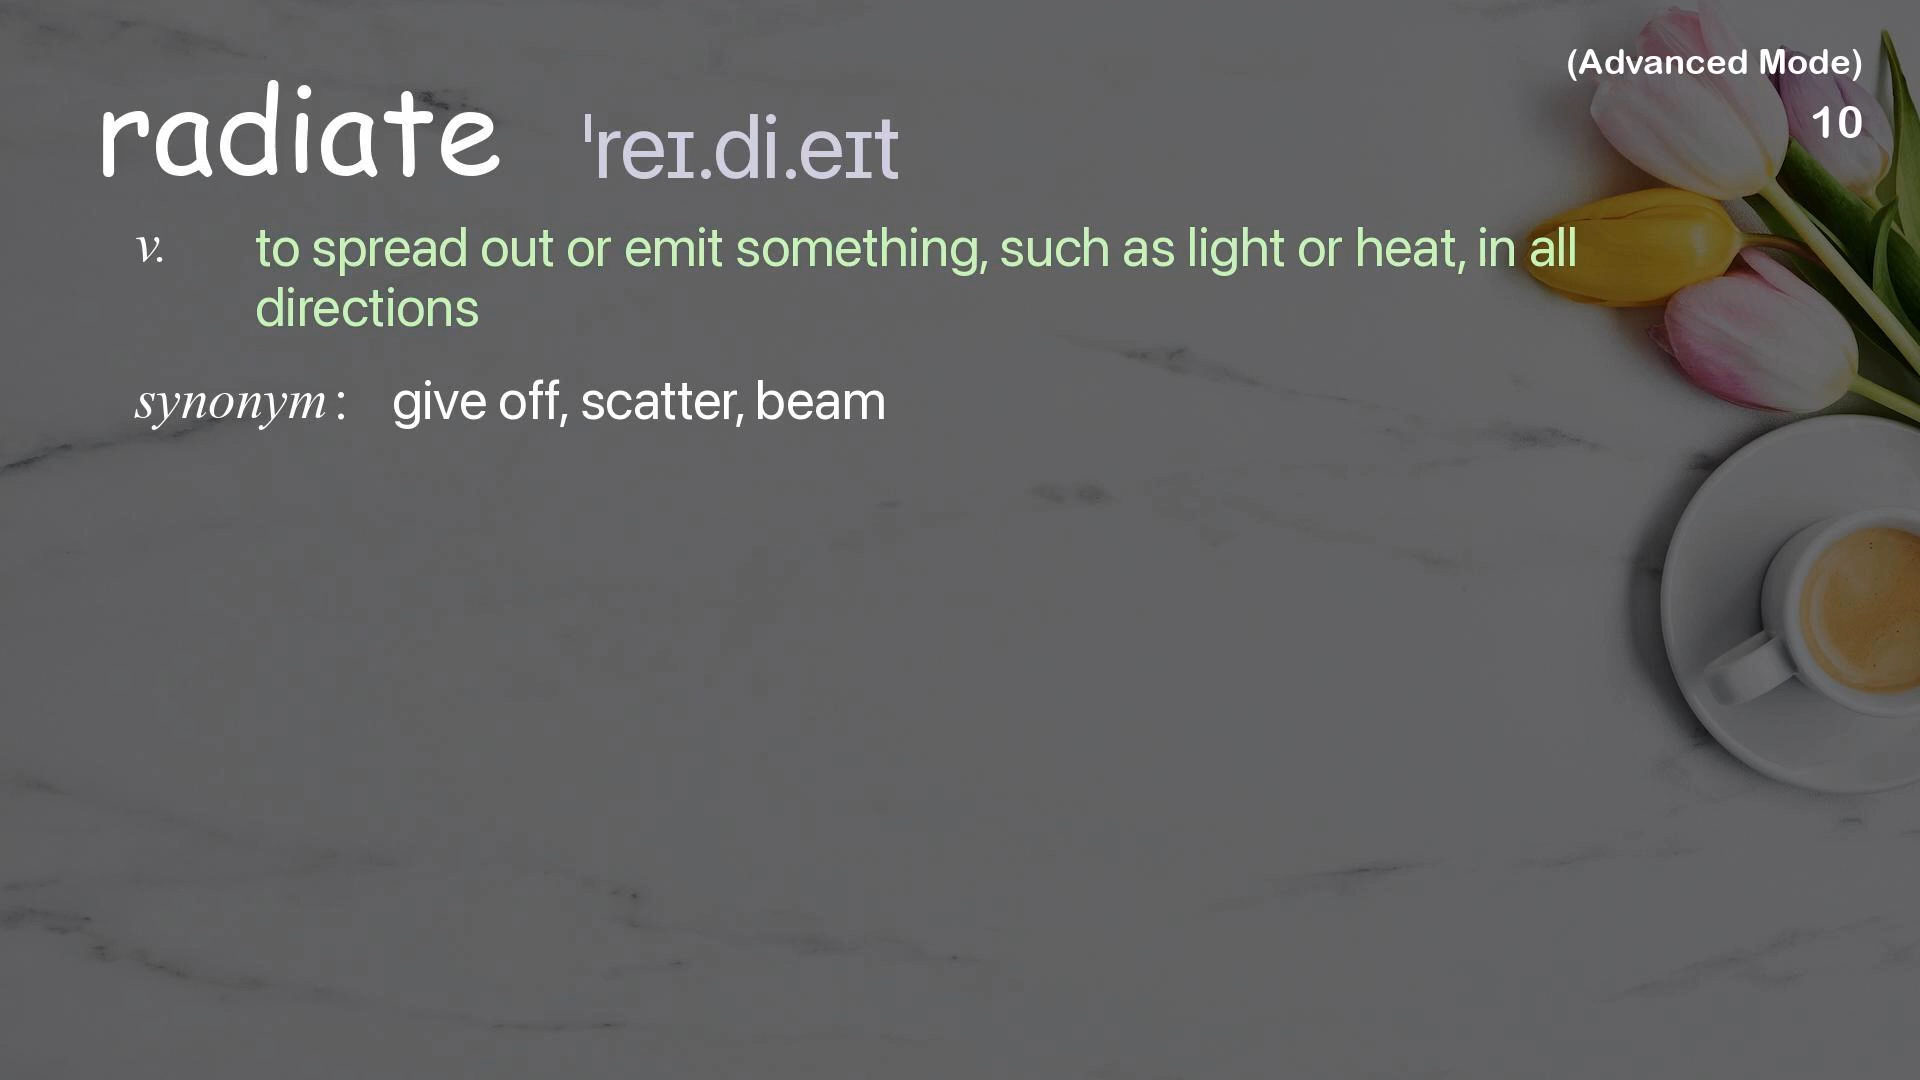 (Advanced Mode)
10
radiate ˈreɪ.di.eɪt
v. to spread out or emit something, such as light or heat, in all
directions
synonym: give off, scatter, beam